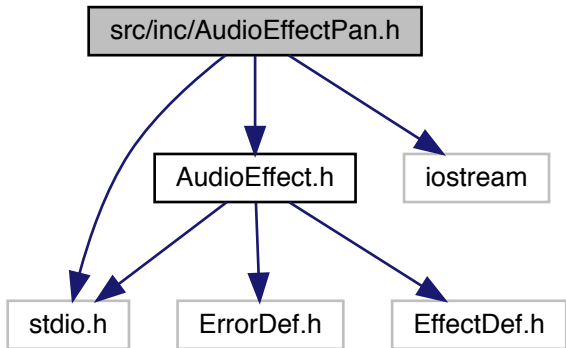 src/inc/AudioEffectPan.h
AudioEffect.h
iostream
stdio.h
ErrorDef.h
EffectDef.h